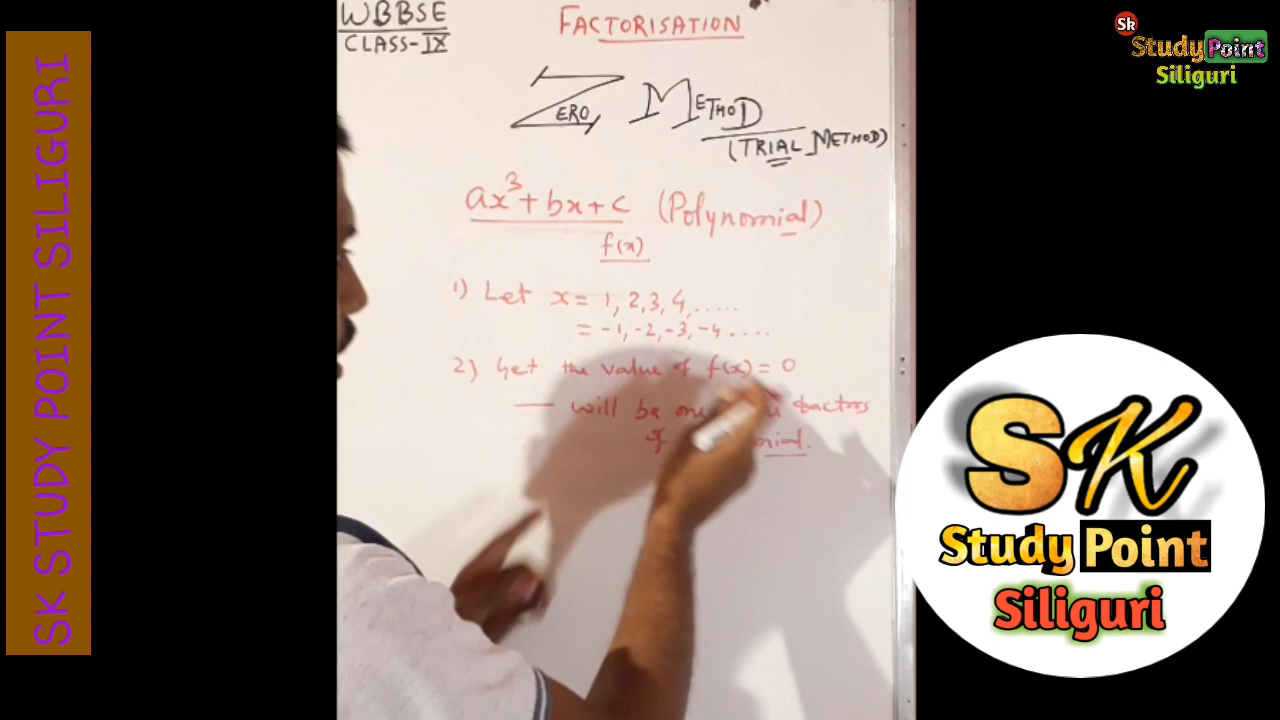 SK STUDY POINT SILIGURI
WBBSE
CLASS-IX
FACTORISATION
ZERO METHOD
(TRIAL METHOD)
ax³+bx+c (Polynomial)
f(x)
1) Let x = 1, 2, 3, 4, .....
= -1, -2, -3, -4 ....
2) Get the value of f(x) = 0
— will be factors
of
Sk
Study Point
Siliguri
SK
Study Point
Siliguri